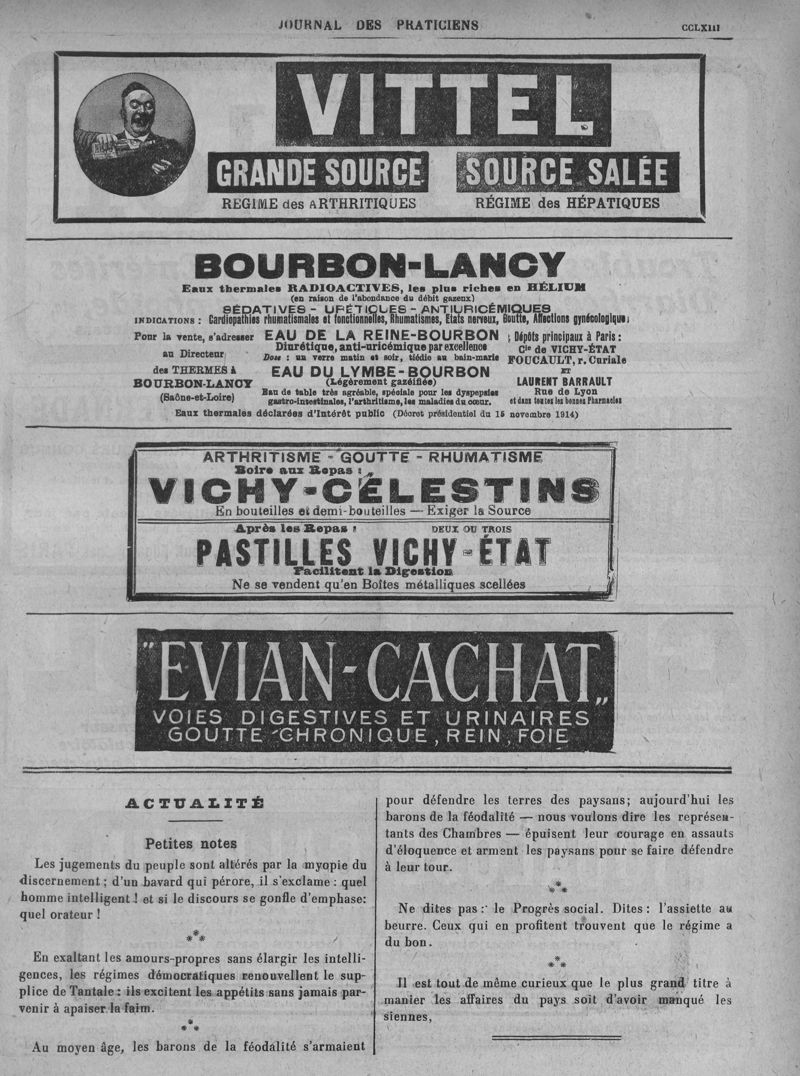 JOURNAL DES PRATICIENS
CCLXIII
VITTEL
GRANDE SOURCE
SOURCE SALÉE
REGIME des ARTHRITIQUES
RÉGIME des HÉPATIQUES
BOURBON-LANCY
Eaux thermales RADIOACTIVES, les plus riches en HÉLIUM
(en raison de l'abondance du débit gazeux)
SÉDATIVES - URÉTIQUES - ANTIURICÉMIQUES
INDICATIONS : Cardiopathies rhumatismales et fonctionnelles, Rhumatismes, Etats nerveux, Goutte, Affections gynécologiques
Pour la vente, s'adresser
au Directeur
des THERMES à
BOURBON-LANCY
(Saône-et-Loire)
EAU DE LA REINE-BOURBON
Diurétique, anti-uricémique par excellence
Dose : un verre matin et soir, tiédie au bain-marie
EAU DU LYMBE-BOURBON
(Légèrement gazéifiée)
Eau de table très agréable, spéciale pour les dyspepsies
gastro-intestinales, l'arthritisme, les maladies du cœur.
Dépôts principaux à Paris :
Cie de VICHY-ÉTAT
FOUCAULT, r. Curiale
ET
LAURENT BARRAULT
Rue de Lyon
et dans toutes les bonnes Pharmacies
Eaux thermales déclarées d'Intérêt public (Décret présidentiel du 15 novembre 1914)
ARTHRITISME - GOUTTE - RHUMATISME
Boire aux Repas :
VICHY-CÉLESTINS
En bouteilles et demi-bouteilles — Exiger la Source
Après les Repas : DEUX OU TROIS
PASTILLES VICHY-ÉTAT
Facilitent la Digestion
Ne se vendent qu'en Boîtes métalliques scellées
"EVIAN-CACHAT„
VOIES DIGESTIVES ET URINAIRES
GOUTTE CHRONIQUE, REIN, FOIE
ACTUALITÉ
Petites notes
Les jugements du peuple sont altérés par la myopie du
discernement ; d'un bavard qui pérore, il s'exclame : quel
homme intelligent ! et si le discours se gonfle d'emphase:
quel orateur !
***
En exaltant les amours-propres sans élargir les intelli-
gences, les régimes démocratiques renouvellent le sup-
plice de Tantale : ils excitent les appétits sans jamais par-
venir à apaiser la faim.
***
Au moyen âge, les barons de la féodalité s'armaient
pour défendre les terres des paysans; aujourd'hui les
barons de la féodalité — nous voulons dire les représen-
tants des Chambres — épuisent leur courage en assauts
d'éloquence et arment les paysans pour se faire défendre
à leur tour.
***
Ne dites pas : le Progrès social. Dites : l'assiette au
beurre. Ceux qui en profitent trouvent que le régime a
du bon.
***
Il est tout de même curieux que le plus grand titre à
manier les affaires du pays soit d'avoir manqué les
siennes,